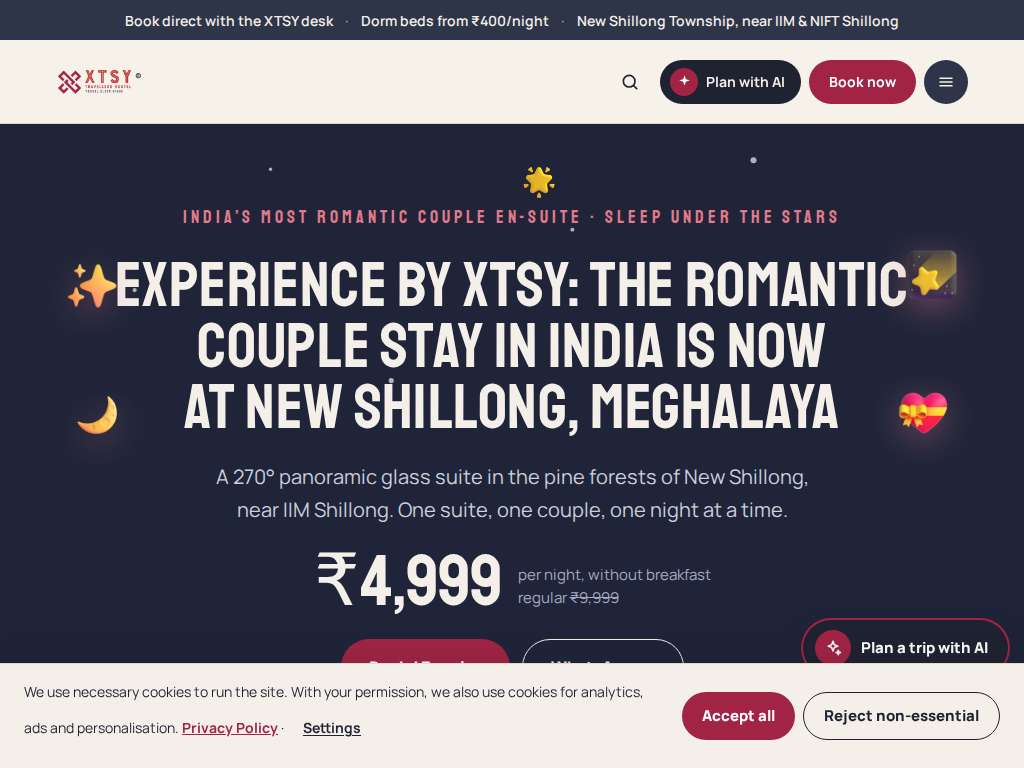 Book direct with the XTSY desk · Dorm beds from ₹400/night · New Shillong Township, near IIM & NIFT Shillong
XTSY
Plan with AI
Book now
INDIA'S MOST ROMANTIC COUPLE EN-SUITE · SLEEP UNDER THE STARS
EXPERIENCE BY XTSY: THE ROMANTIC
COUPLE STAY IN INDIA IS NOW
AT NEW SHILLONG, MEGHALAYA
A 270° panoramic glass suite in the pine forests of New Shillong,
near IIM Shillong. One suite, one couple, one night at a time.
₹4,999
per night, without breakfast
regular ₹9,999
Plan a trip with AI
We use necessary cookies to run the site. With your permission, we also use cookies for analytics,
ads and personalisation. Privacy Policy · Settings
Accept all
Reject non-essential